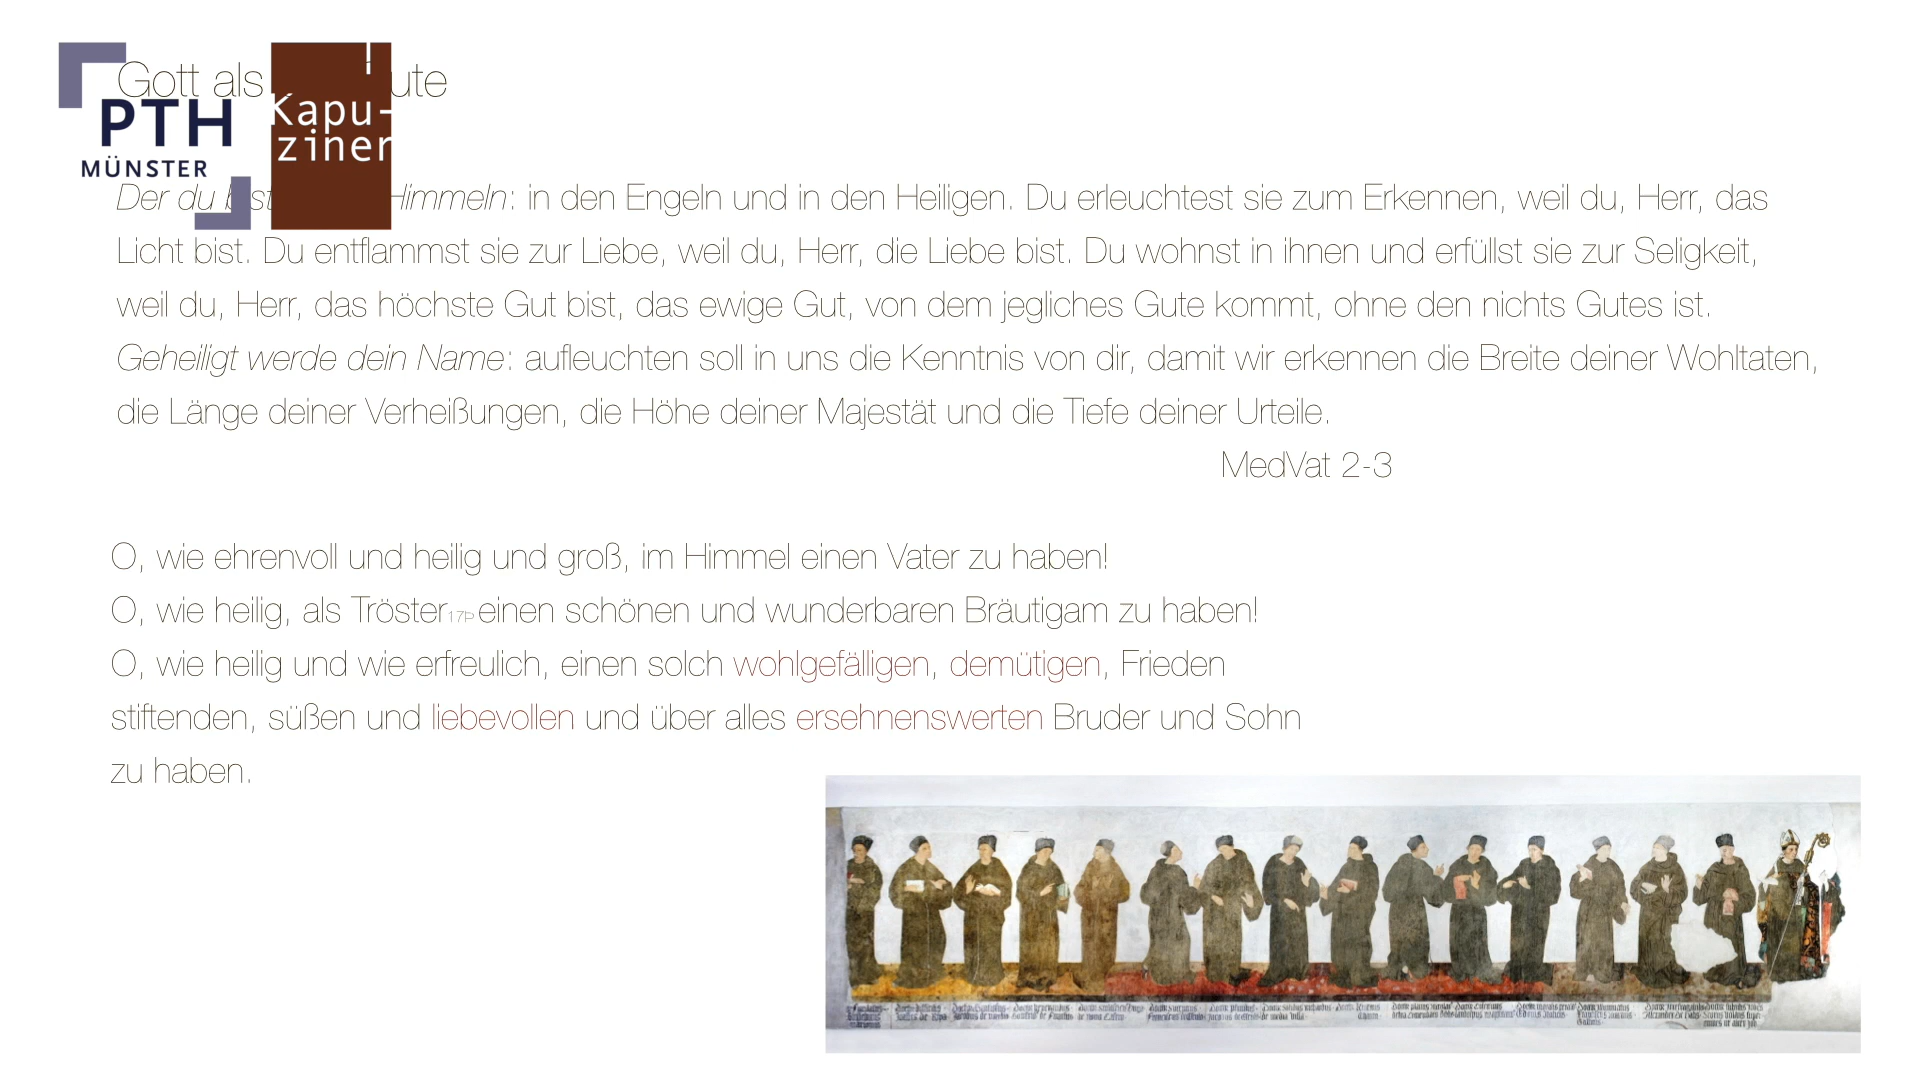 Gott als ute
PTH
MÜNSTER
Kapu-
ziner
Der du Himmeln: in den Engeln und in den Heiligen. Du erleuchtest sie zum Erkennen, weil du, Herr, das
Licht bist. Du entflammst sie zur Liebe, weil du, Herr, die Liebe bist. Du wohnst in ihnen und erfüllst sie zur Seligkeit,
weil du, Herr, das höchste Gut bist, das ewige Gut, von dem jegliches Gute kommt, ohne den nichts Gutes ist.
Geheiligt werde dein Name: aufleuchten soll in uns die Kenntnis von dir, damit wir erkennen die Breite deiner Wohltaten,
die Länge deiner Verheißungen, die Höhe deiner Majestät und die Tiefe deiner Urteile.
MedVat 2-3
O, wie ehrenvoll und heilig und groß, im Himmel einen Vater zu haben!
O, wie heilig, als Tröster 17P einen schönen und wunderbaren Bräutigam zu haben!
O, wie heilig und wie erfreulich, einen solch wohlgefälligen, demütigen, Frieden
stiftenden, süßen und liebevollen und über alles ersehnenswerten Bruder und Sohn
zu haben.